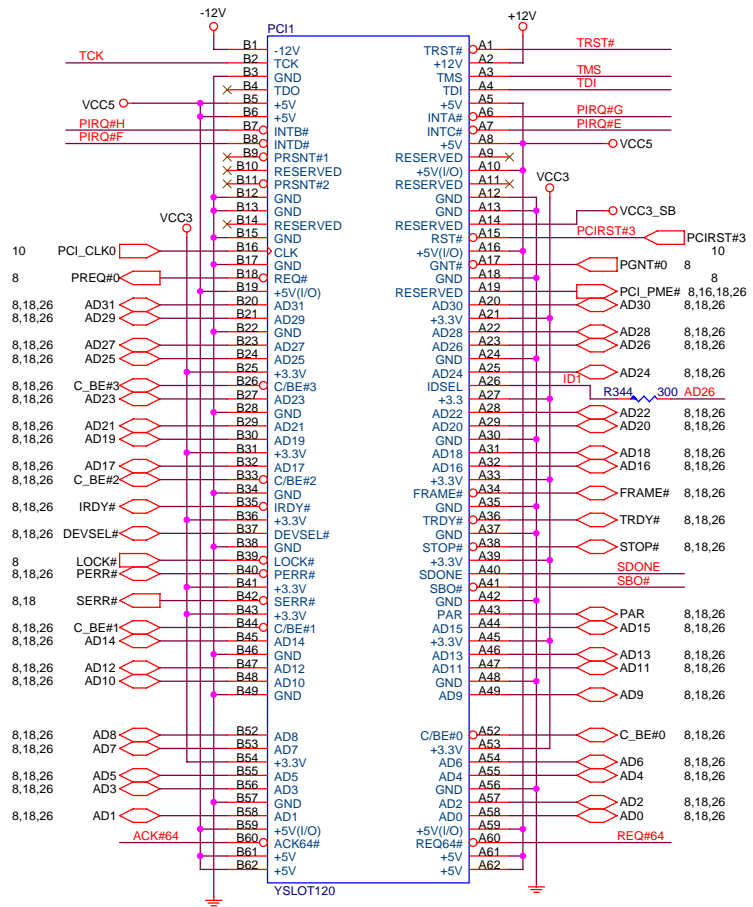 -12V +12V
PCI1
B1 -12V TRST# A1 TRST#
TCK B2 TCK +12V A2
B3 GND TMS A3 TMS
B4 TDO TDI A4 TDI
VCC5 B5 +5V +5V A5
B6 +5V INTA# A6 PIRQ#G
PIRQ#H B7 INTB# INTC# A7 PIRQ#E
PIRQ#F B8 INTD# +5V A8 VCC5
B9 PRSNT#1 RESERVED A9
B10 RESERVED +5V(I/O) A10
B11 PRSNT#2 RESERVED A11
B12 GND GND A12 VCC3
B13 GND GND A13
VCC3 B14 RESERVED RESERVED A14 VCC3_SB
B15 GND RST# A15 PCIRST#3 PCIRST#3
10 PCI_CLK0 B16 CLK +5V(I/O) A16 10
B17 GND GNT# A17 PGNT#0 8
8 PREQ#0 B18 REQ# GND A18 8
B19 +5V(I/O) RESERVED A19 PCI_PME# 8,16,18,26
8,18,26 AD31 B20 AD31 AD30 A20 AD30 8,18,26
8,18,26 AD29 B21 AD29 +3.3V A21
B22 GND AD28 A22 AD28 8,18,26
8,18,26 AD27 B23 AD27 AD26 A23 AD26 8,18,26
8,18,26 AD25 B24 AD25 GND A24
B25 +3.3V AD24 A25 AD24 8,18,26
8,18,26 C_BE#3 B26 C/BE#3 IDSEL A26 ID1
8,18,26 AD23 B27 AD23 +3.3 A27 R344 300 AD26
B28 GND AD22 A28 AD22 8,18,26
8,18,26 AD21 B29 AD21 AD20 A29 AD20 8,18,26
8,18,26 AD19 B30 AD19 GND A30
B31 +3.3V AD18 A31 AD18 8,18,26
8,18,26 AD17 B32 AD17 AD16 A32 AD16 8,18,26
8,18,26 C_BE#2 B33 C/BE#2 +3.3V A33
B34 GND FRAME# A34 FRAME# 8,18,26
8,18,26 IRDY# B35 IRDY# GND A35
B36 +3.3V TRDY# A36 TRDY# 8,18,26
8,18,26 DEVSEL# B37 DEVSEL# GND A37
B38 GND STOP# A38 STOP# 8,18,26
8 LOCK# B39 LOCK# +3.3V A39
8,18,26 PERR# B40 PERR# SDONE A40 SDONE
B41 +3.3V SBO# A41 SBO#
8,18 SERR# B42 SERR# GND A42
B43 +3.3V PAR A43 PAR 8,18,26
8,18,26 C_BE#1 B44 C/BE#1 AD15 A44 AD15 8,18,26
8,18,26 AD14 B45 AD14 +3.3V A45
B46 GND AD13 A46 AD13 8,18,26
8,18,26 AD12 B47 AD12 AD11 A47 AD11 8,18,26
8,18,26 AD10 B48 AD10 GND A48
B49 GND AD9 A49 AD9 8,18,26
8,18,26 AD8 B52 AD8 C/BE#0 A52 C_BE#0 8,18,26
8,18,26 AD7 B53 AD7 +3.3V A53
B54 +3.3V AD6 A54 AD6 8,18,26
8,18,26 AD5 B55 AD5 AD4 A55 AD4 8,18,26
8,18,26 AD3 B56 AD3 GND A56
B57 GND AD2 A57 AD2 8,18,26
8,18,26 AD1 B58 AD1 AD0 A58 AD0 8,18,26
B59 +5V(I/O) +5V(I/O) A59
ACK#64 B60 ACK64# REQ64# A60 REQ#64
B61 +5V +5V A61
B62 +5V +5V A62
YSLOT120